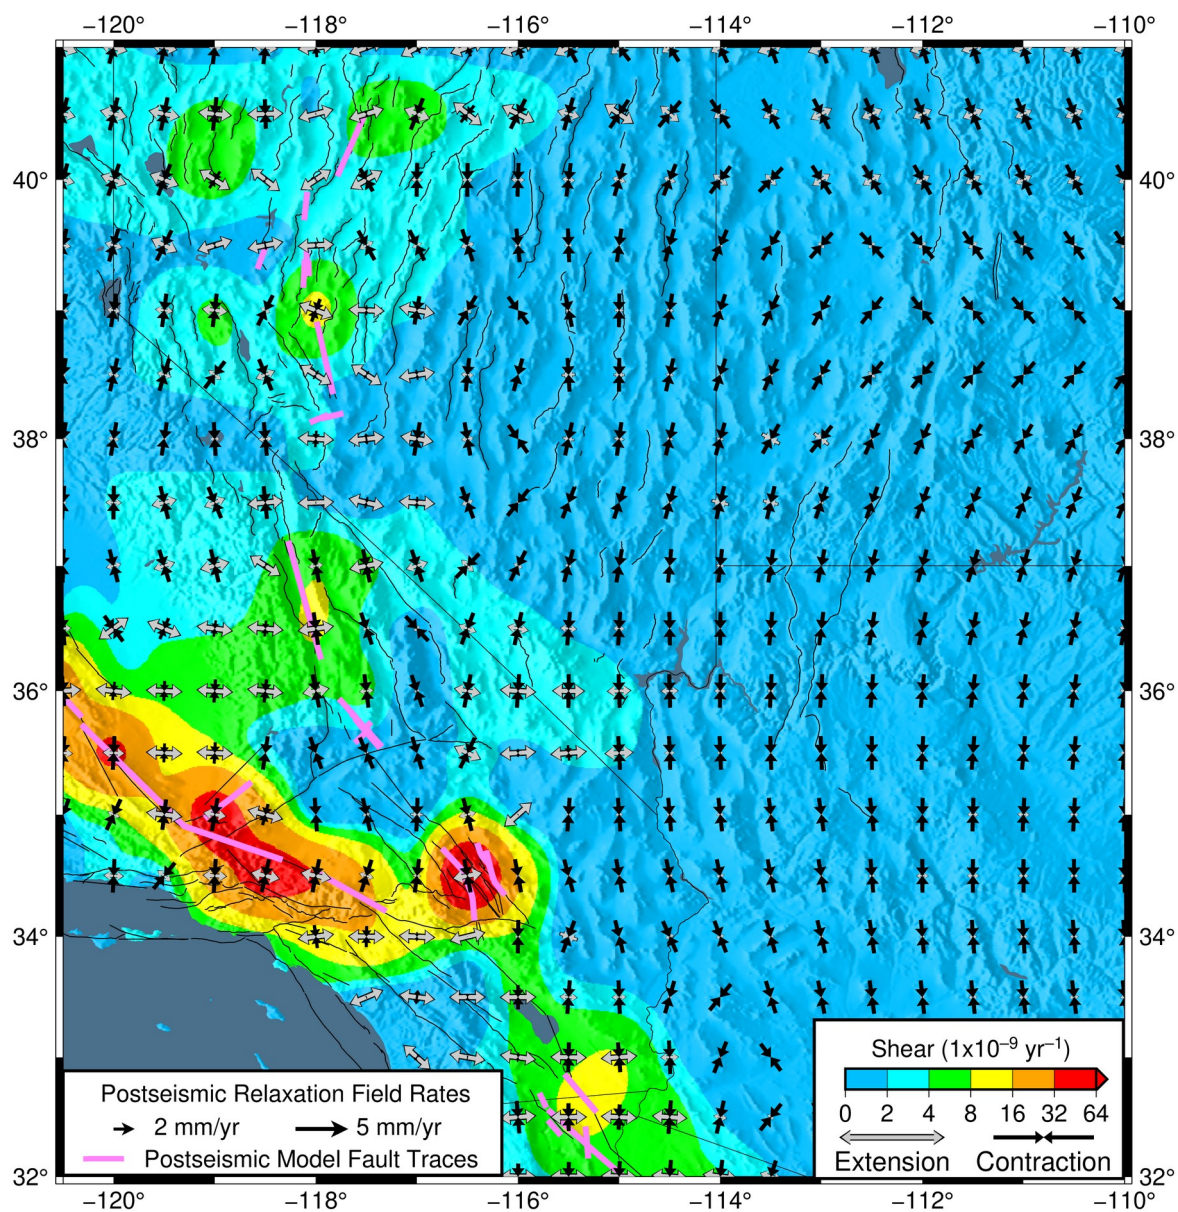 −120° −118° −116° −114° −112° −110°
40° 40°
38° 38°
36° 36°
34° 34°
32° 32°
Postseismic Relaxation Field Rates
2 mm/yr 5 mm/yr
Postseismic Model Fault Traces
Shear (1x10⁻⁹ yr⁻¹)
0 2 4 8 16 32 64
Extension Contraction
−120° −118° −116° −114° −112° −110°